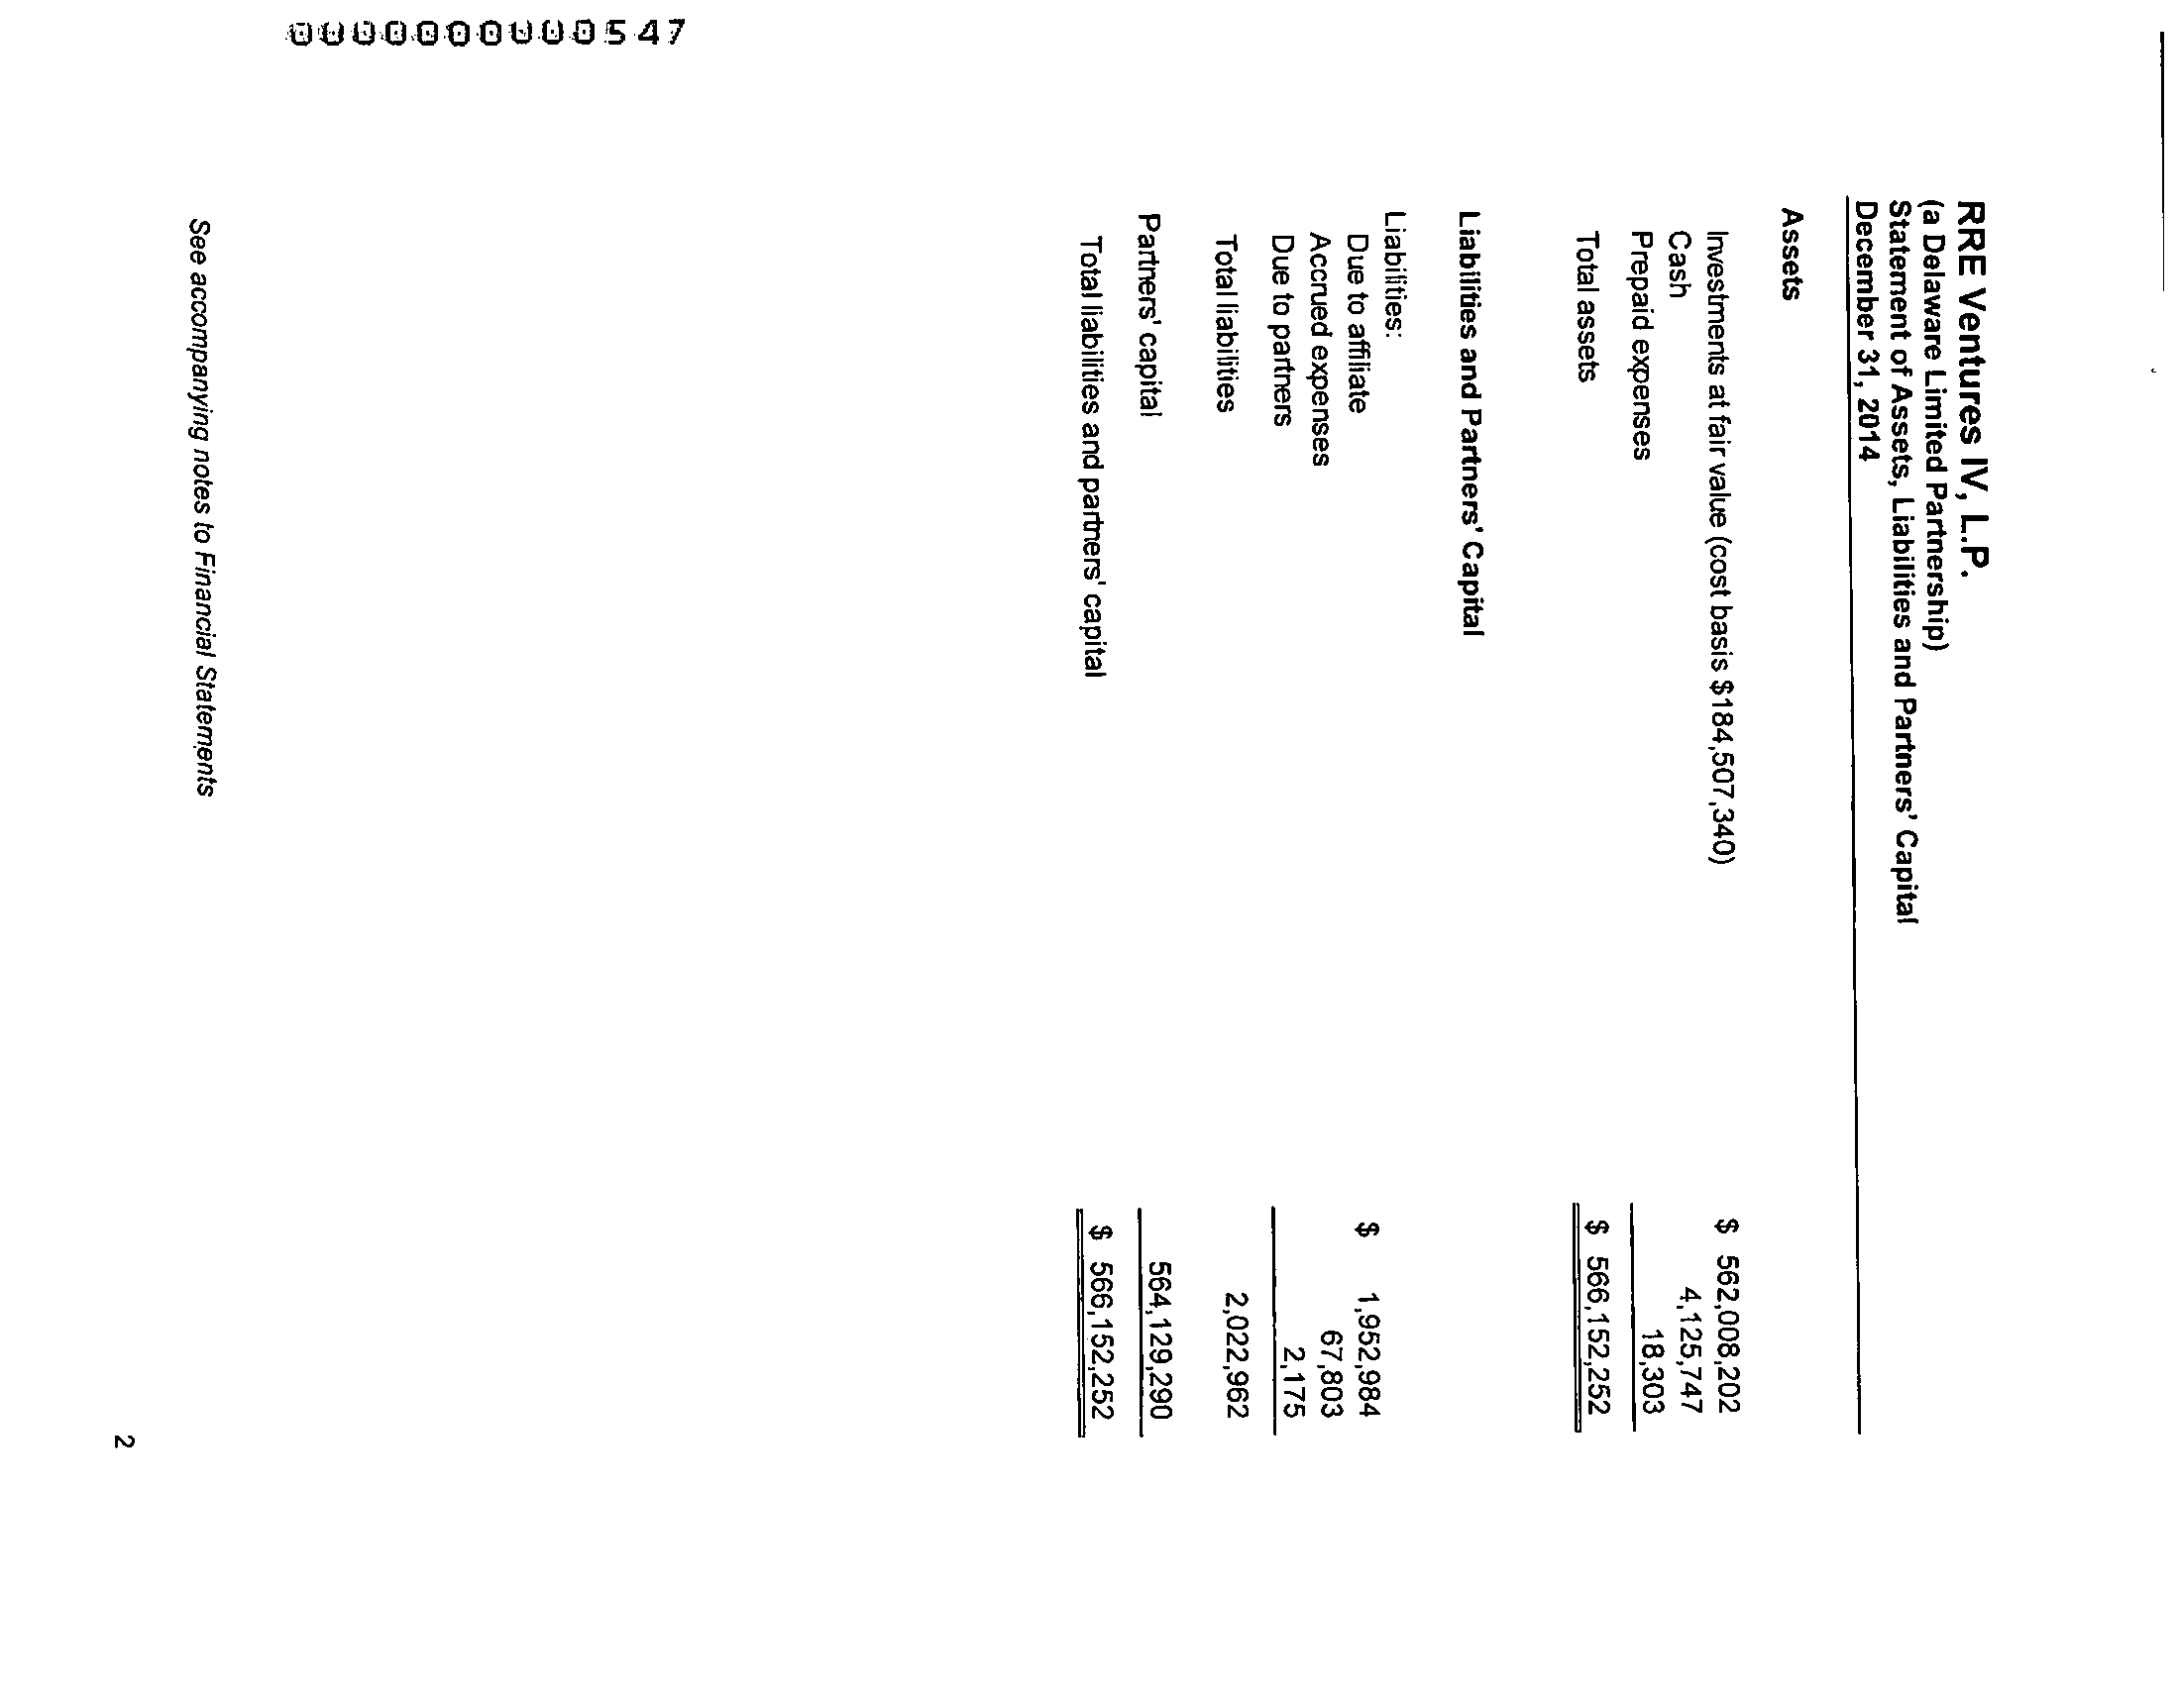 RRE Ventures IV, L.P.
(a Delaware Limited Partnership)
Statement of Assets, Liabilities and Partners' Capital
December 31, 2014
Assets
Investments at fair value (cost basis $184,507,340) $ 562,008,202
Cash 4,125,747
Prepaid expenses 18,303
Total assets $ 566,152,252
Liabilities and Partners' Capital
Liabilities:
Due to affiliate $ 1,952,984
Accrued expenses 67,803
Due to partners 2,175
Total liabilities 2,022,962
Partners' capital 564,129,290
Total liabilities and partners' capital $ 566,152,252
See accompanying notes to Financial Statements
2
0000000000547